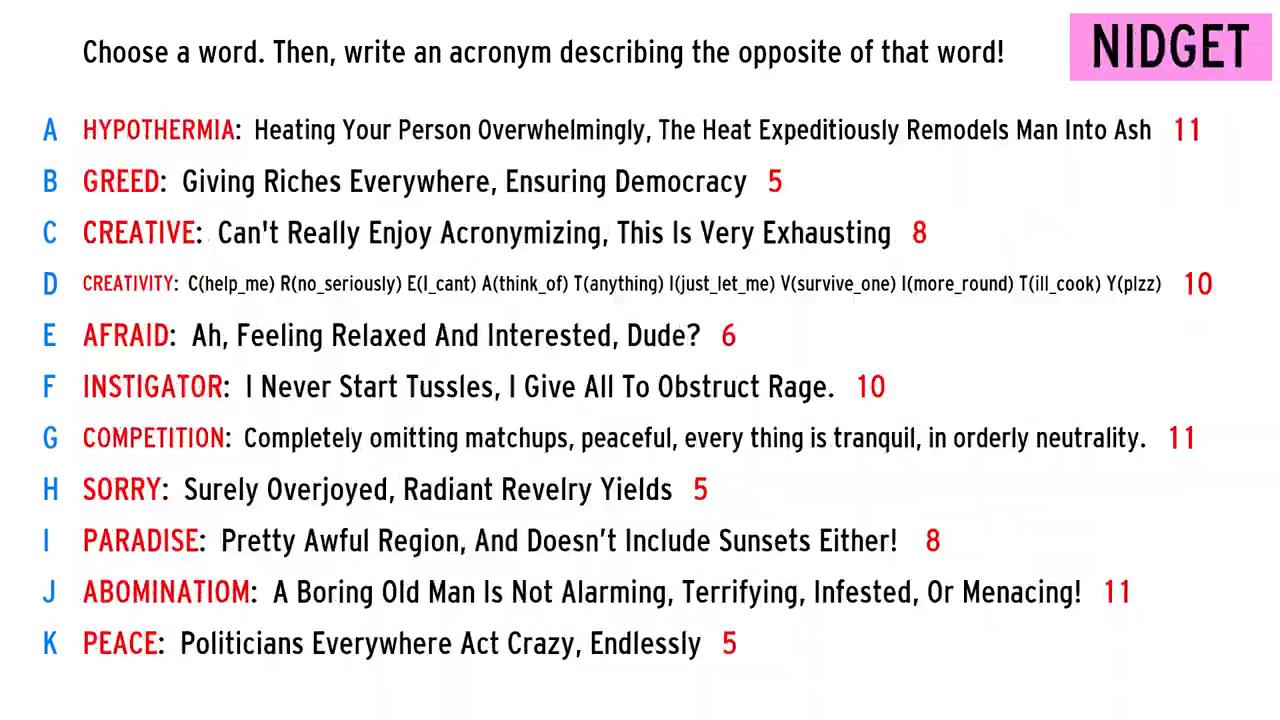 Choose a word. Then, write an acronym describing the opposite of that word!
NIDGET
A HYPOTHERMIA: Heating Your Person Overwhelmingly, The Heat Expeditiously Remodels Man Into Ash 11
B GREED: Giving Riches Everywhere, Ensuring Democracy 5
C CREATIVE: Can't Really Enjoy Acronymizing, This Is Very Exhausting 8
D CREATIVITY: C(help_me) R(no_seriously) E(I_cant) A(think_of) T(anything) I(just_let_me) V(survive_one) I(more_round) T(ill_cook) Y(plzz) 10
E AFRAID: Ah, Feeling Relaxed And Interested, Dude? 6
F INSTIGATOR: I Never Start Tussles, I Give All To Obstruct Rage. 10
G COMPETITION: Completely omitting matchups, peaceful, every thing is tranquil, in orderly neutrality. 11
H SORRY: Surely Overjoyed, Radiant Revelry Yields 5
I PARADISE: Pretty Awful Region, And Doesn’t Include Sunsets Either! 8
J ABOMINATIOM: A Boring Old Man Is Not Alarming, Terrifying, Infested, Or Menacing! 11
K PEACE: Politicians Everywhere Act Crazy, Endlessly 5